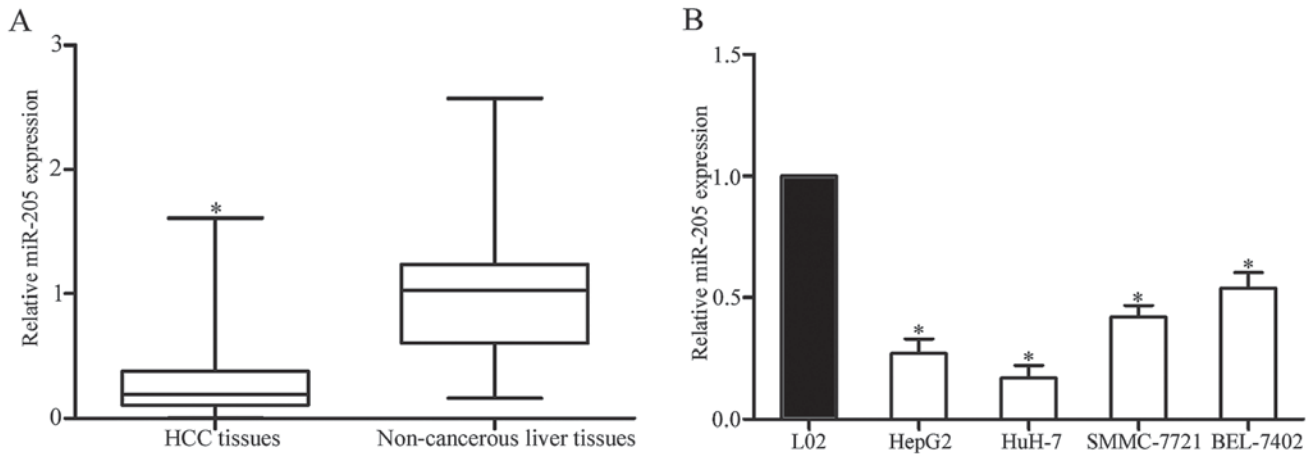 A
Relative miR-205 expression
3
2
1
0
*
HCC tissues
Non-cancerous liver tissues
B
Relative miR-205 expression
1.5
1.0
0.5
0.0
*
*
*
*
L02
HepG2
HuH-7
SMMC-7721
BEL-7402